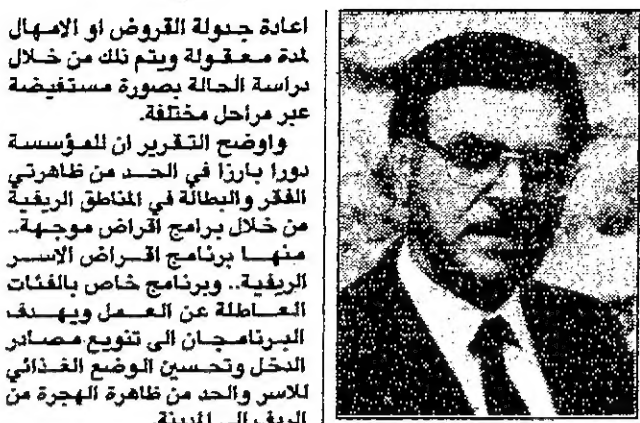 اعادة جدولة القروض او الامهال
لمدة معقولة ويتم ذلك من خلال
دراسة الحالة بصورة مستفيضة
عبر مراحل مختلفة.
واوضح التقرير ان للمؤسسة
دورا بارزا في الحد من ظاهرتي
الفقر والبطالة في المناطق الريفية
من خلال برامج اقراض موجهة..
منها برنامج اقراض الاسر
الريفية.. وبرنامج خاص بالفئات
العاطلة عن العمل ويهدف
البرنامجان الى تنويع مصادر
الدخل وتحسين الوضع الغذائي
للاسر والحد من ظاهرة الهجرة من
الريف الى المدينة